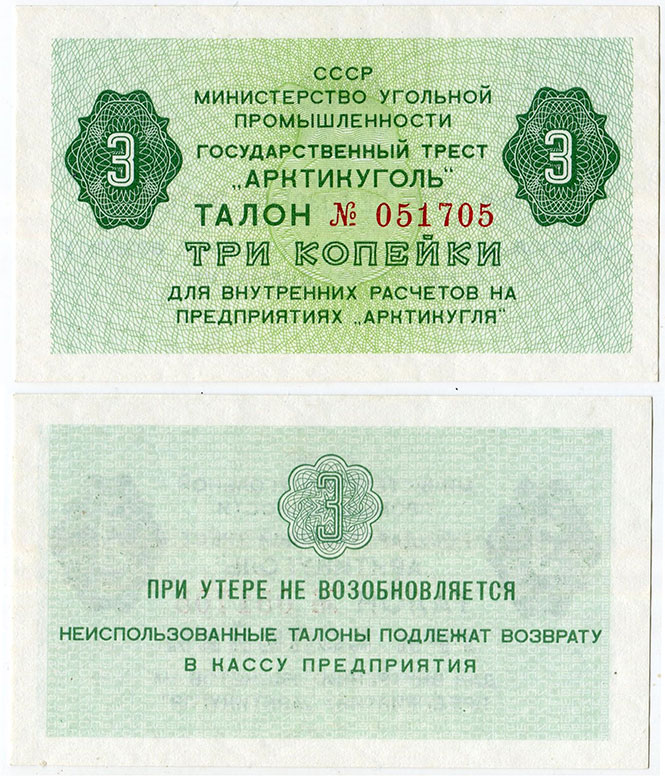 СССР
МИНИСТЕРСТВО УГОЛЬНОЙ
ПРОМЫШЛЕННОСТИ
ГОСУДАРСТВЕННЫЙ ТРЕСТ
3 „АРКТИКУГОЛЬ" 3
ТАЛОН № 051705
ТРИ КОПЕЙКИ
ДЛЯ ВНУТРЕННИХ РАСЧЕТОВ НА
ПРЕДПРИЯТИЯХ „АРКТИКУГЛЯ"
3
ПРИ УТЕРЕ НЕ ВОЗОБНОВЛЯЕТСЯ
НЕИСПОЛЬЗОВАННЫЕ ТАЛОНЫ ПОДЛЕЖАТ ВОЗВРАТУ
В КАССУ ПРЕДПРИЯТИЯ